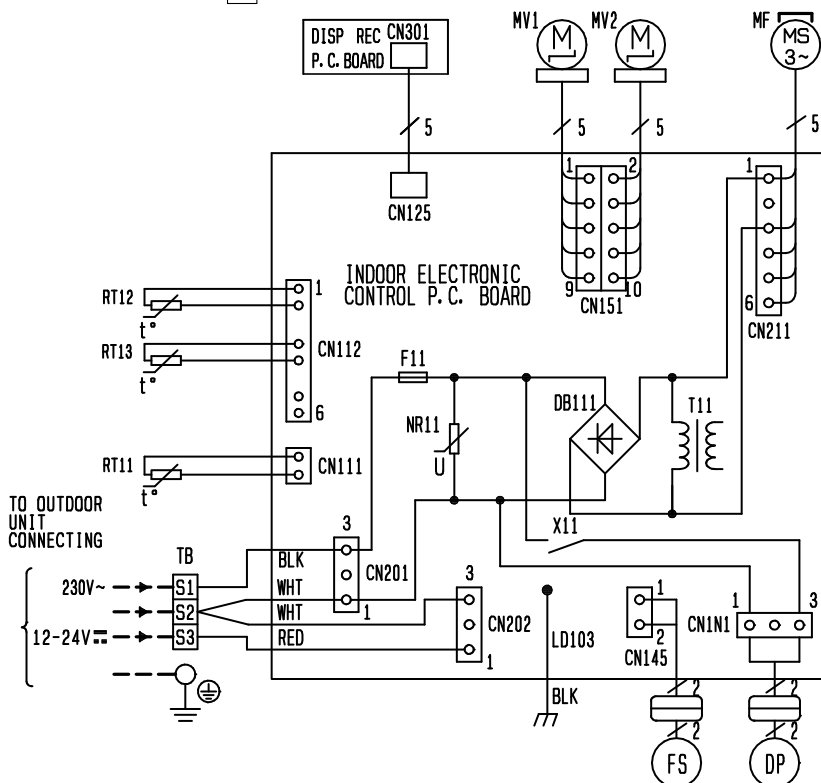 MV1
MV2
MF
DISP REC CN301
P.C.BOARD
M
M
MS
3~
5
5
5
5
1
2
1
CN125
INDOOR ELECTRONIC
CONTROL P.C. BOARD
9
10
CN151
6
CN211
RT12
t°
1
RT13
t°
CN112
6
F11
NR11
U
DB111
T11
RT11
t°
CN111
TO OUTDOOR
UNIT
CONNECTING
3
X11
TB
BLK
CN201
3
230V~
S1
WHT
1
S2
WHT
CN202
12-24V
S3
RED
1
LD103
1
2
CN145
1
3
CN1N1
BLK
2
2
2
2
FS
DP